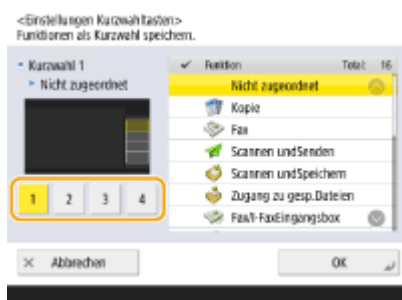 <Einstellungen Kurzwahltasten>
Funktionen als Kurzwahl speichern.
Kurzwahl 1
Nicht zugeordnet
1 2 3 4
Funktion Total: 16
Nicht zugeordnet
Kopie
Fax
Scannen undSenden
Scannen undSpeichern
Zugang zu gesp.Dateien
Fax/I-FaxEingangsbox
× Abbrechen
OK